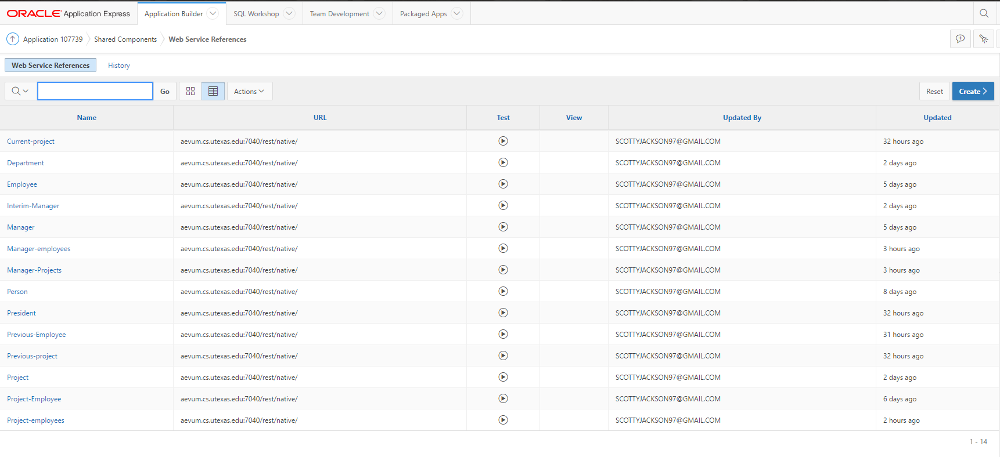 ORACLE Application Express Application Builder SQL Workshop Team Development Packaged Apps
Application 107739 Shared Components Web Service References
Web Service References History
Go Actions Reset Create
Name URL Test View Updated By Updated
Current-project aevum.cs.utexas.edu:7040/rest/native/ SCOTTYJACKSON97@GMAIL.COM 32 hours ago
Department aevum.cs.utexas.edu:7040/rest/native/ SCOTTYJACKSON97@GMAIL.COM 2 days ago
Employee aevum.cs.utexas.edu:7040/rest/native/ SCOTTYJACKSON97@GMAIL.COM 5 days ago
Interim-Manager aevum.cs.utexas.edu:7040/rest/native/ SCOTTYJACKSON97@GMAIL.COM 2 days ago
Manager aevum.cs.utexas.edu:7040/rest/native/ SCOTTYJACKSON97@GMAIL.COM 5 days ago
Manager-employees aevum.cs.utexas.edu:7040/rest/native/ SCOTTYJACKSON97@GMAIL.COM 3 hours ago
Manager-Projects aevum.cs.utexas.edu:7040/rest/native/ SCOTTYJACKSON97@GMAIL.COM 3 hours ago
Person aevum.cs.utexas.edu:7040/rest/native/ SCOTTYJACKSON97@GMAIL.COM 8 days ago
President aevum.cs.utexas.edu:7040/rest/native/ SCOTTYJACKSON97@GMAIL.COM 32 hours ago
Previous-Employee aevum.cs.utexas.edu:7040/rest/native/ SCOTTYJACKSON97@GMAIL.COM 31 hours ago
Previous-project aevum.cs.utexas.edu:7040/rest/native/ SCOTTYJACKSON97@GMAIL.COM 32 hours ago
Project aevum.cs.utexas.edu:7040/rest/native/ SCOTTYJACKSON97@GMAIL.COM 2 days ago
Project-Employee aevum.cs.utexas.edu:7040/rest/native/ SCOTTYJACKSON97@GMAIL.COM 6 days ago
Project-employees aevum.cs.utexas.edu:7040/rest/native/ SCOTTYJACKSON97@GMAIL.COM 2 hours ago
1 - 14